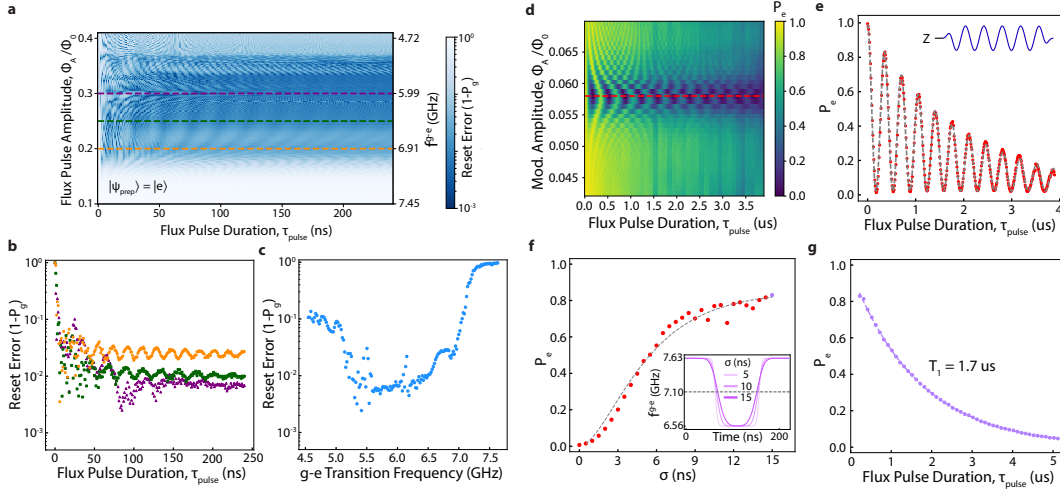 a
Flux Pulse Amplitude, Φ_A/Φ_0
0.4
0.3
0.2
0.1
4.72
5.99
6.91
7.45
f^g-e (GHz)
10^0
10^-3
Reset Error (1-P_g)
|ψ_prep⟩ = |e⟩
0 50 100 150 200
Flux Pulse Duration, τ_pulse (ns)
b
Reset Error (1-P_g)
10^0
10^-1
10^-2
10^-3
0 50 100 150 200 250
Flux Pulse Duration, τ_pulse (ns)
c
Reset Error (1-P_g)
10^0
10^-1
10^-2
10^-3
4.5 5.0 5.5 6.0 6.5 7.0 7.5
g-e Transition Frequency (GHz)
d
Mod. Amplitude, Φ_A/Φ_0
0.065
0.060
0.055
0.050
0.045
0.0 0.5 1.0 1.5 2.0 2.5 3.0 3.5
Flux Pulse Duration, τ_pulse (us)
P_e
1.0
0.8
0.6
0.4
0.2
0.0
e
P_e
1.0
0.8
0.6
0.4
0.2
0.0
Z
0 1 2 3 4
Flux Pulse Duration, τ_pulse (us)
f
P_e
1.0
0.8
0.6
0.4
0.2
0.0
0 3 6 9 12 15
σ (ns)
f^g-e (GHz)
7.63
7.10
6.56
σ (ns)
5
10
15
0 200
Time (ns)
g
P_e
1.0
0.8
0.6
0.4
0.2
0.0
T_1 = 1.7 us
0 1 2 3 4 5
Flux Pulse Duration, τ_pulse (us)